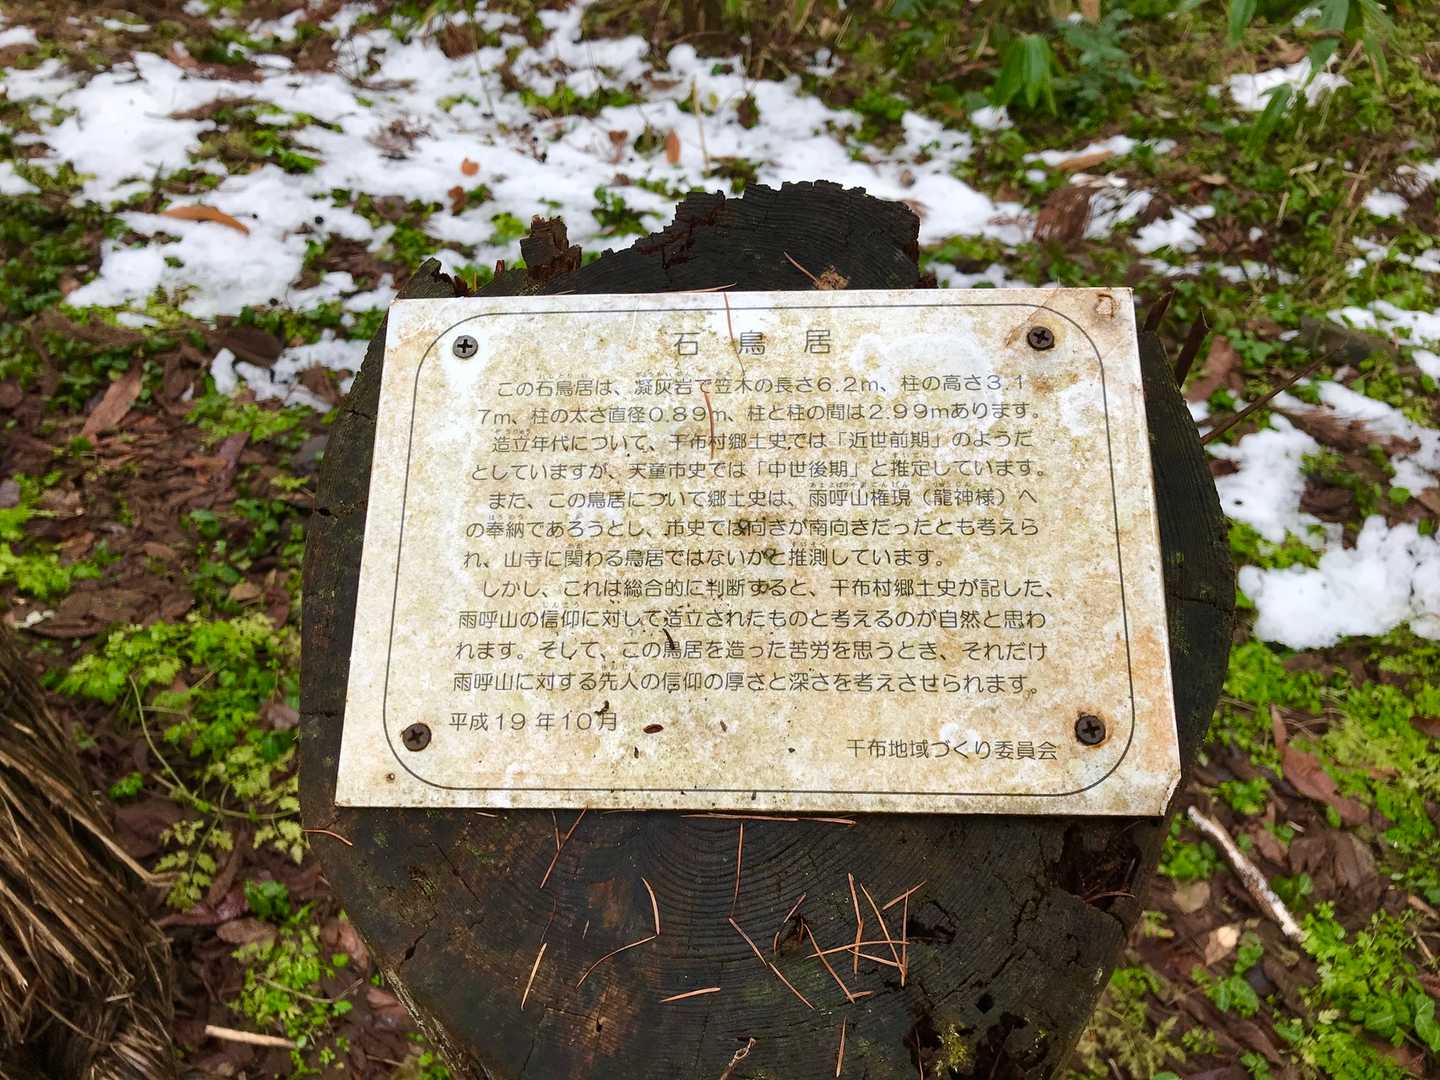 石鳥居
この石鳥居は、凝灰岩で笠木の長さ6.2m、柱の高さ3.1
7m、柱の太さ直径0.89m、柱と柱の間は2.99mあります。
造立年代について、干布村郷土史では「近世前期」のようだ
としていますが、天童市史では「中世後期」と推定しています。
また、この鳥居について郷土史は、雨呼山権現（龍神様）へ
の奉納であろうとし、市史では向きが南向きだったとも考えら
れ、山寺に関わる鳥居ではないかと推測しています。
しかし、これは総合的に判断すると、干布村郷土史が記した、
雨呼山の信仰に対して造立されたものと考えるのが自然と思わ
れます。そして、この鳥居を造った苦労を思うとき、それだけ
雨呼山に対する先人の信仰の厚さと深さを考えさせられます。
平成19年10月
干布地域づくり委員会